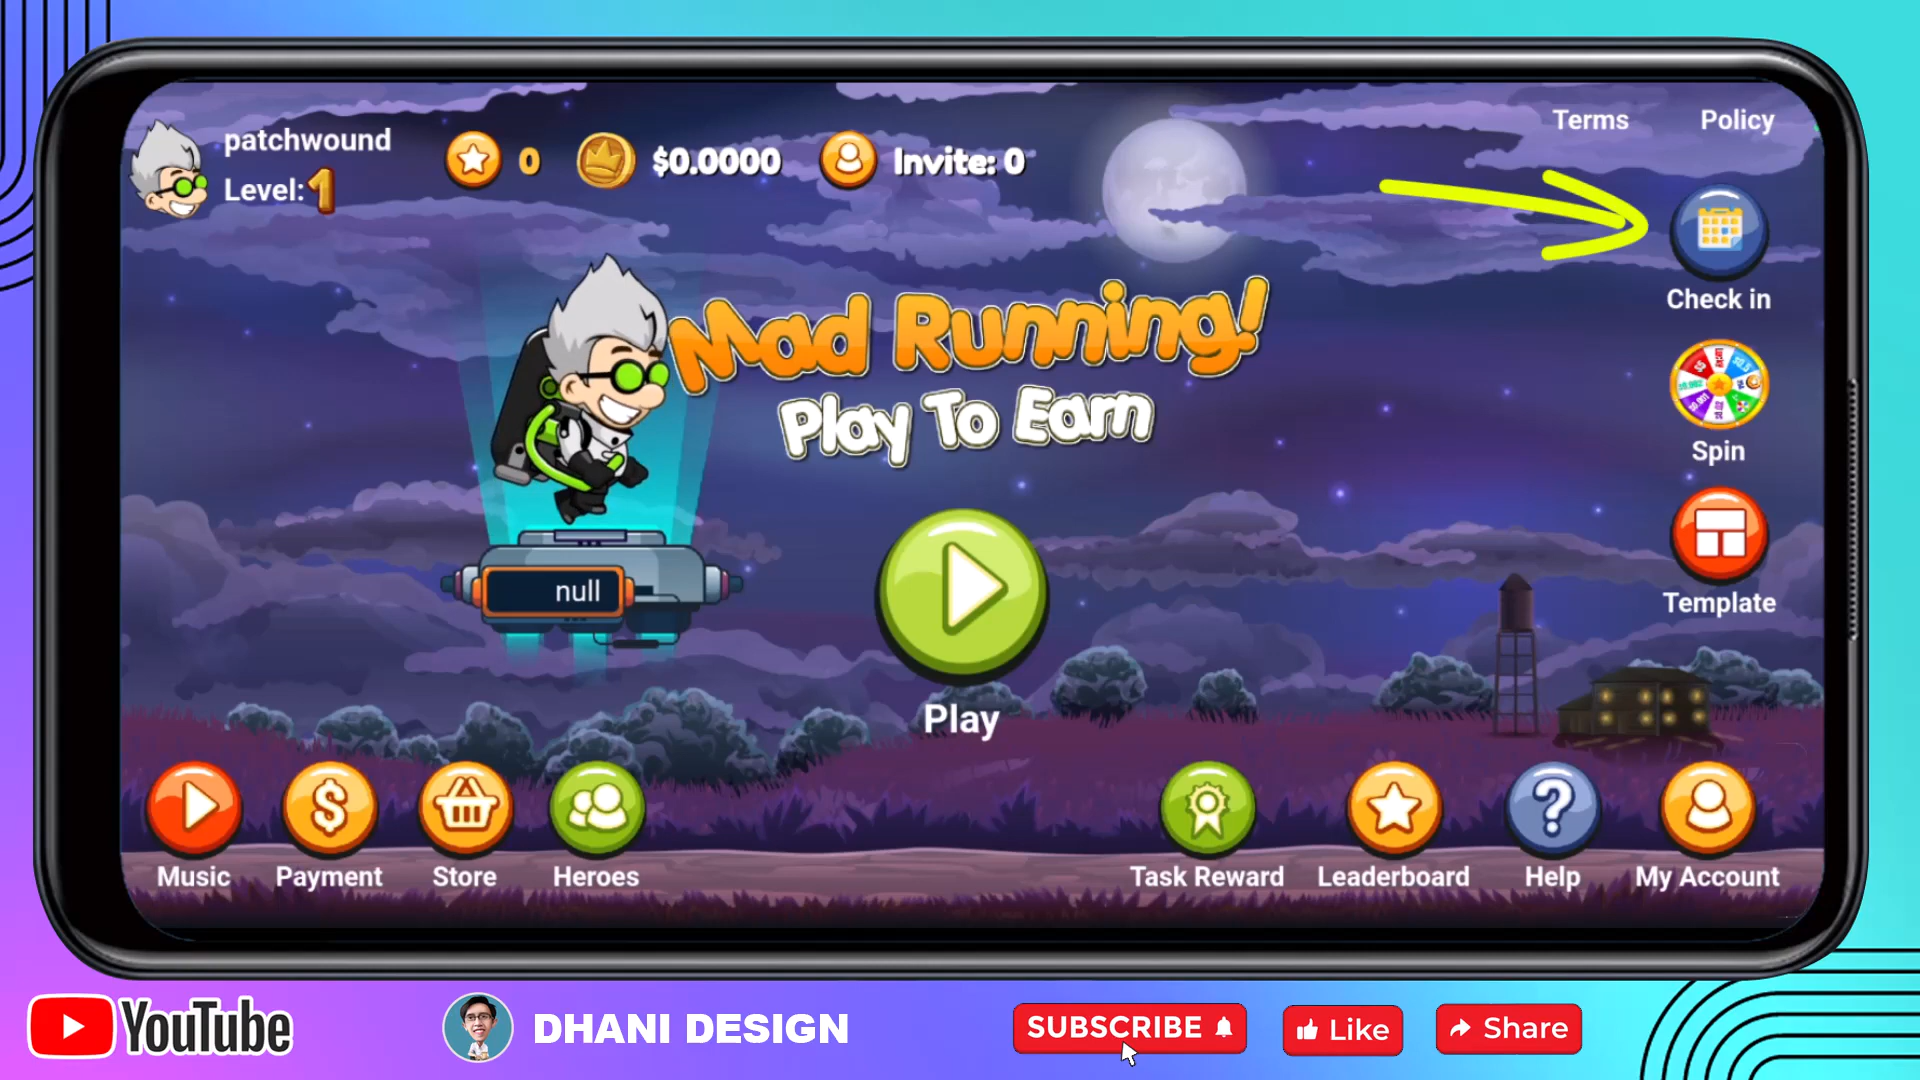 patchwound
Level: 1
0
$0.0000
Invite: 0
Terms
Policy
Check in
Mad Running!
Play To Earn
Spin
null
Template
Play
Music
Payment
Store
Heroes
Task Reward
Leaderboard
Help
My Account
YouTube
DHANI DESIGN
SUBSCRIBE
Like
Share